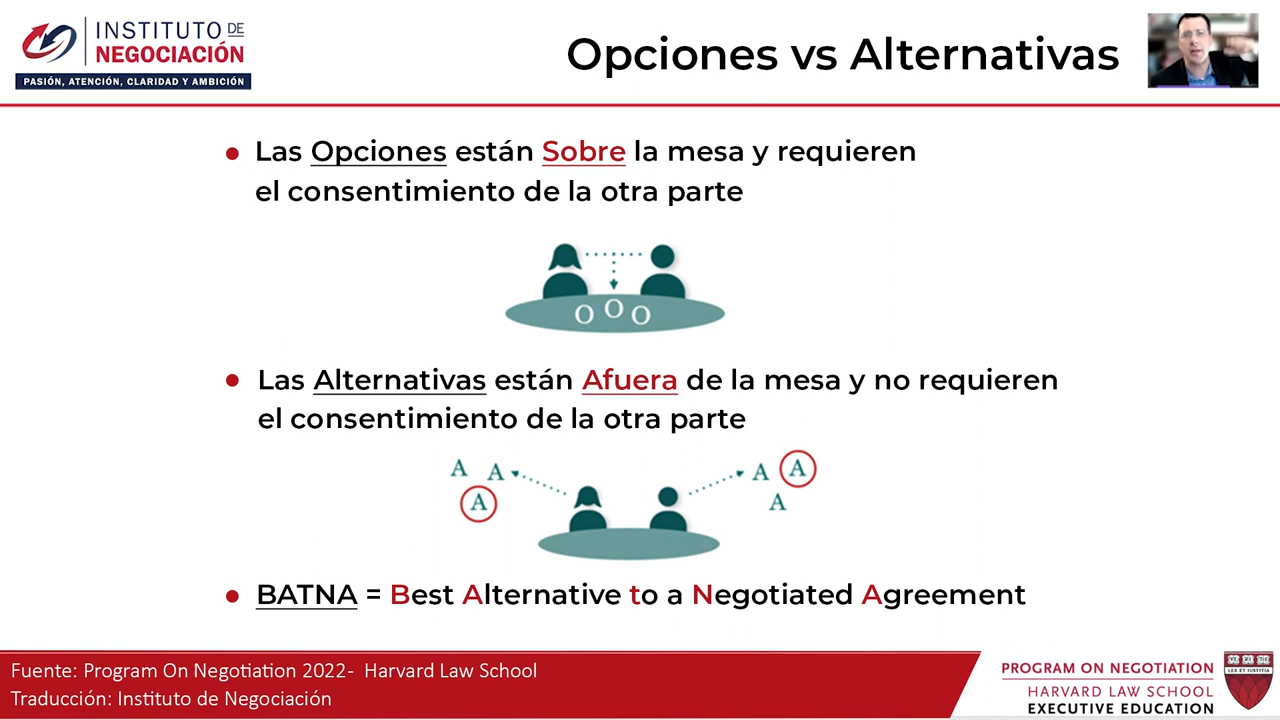 INSTITUTO DE
NEGOCIACIÓN
PASIÓN, ATENCIÓN, CLARIDAD Y AMBICIÓN
Opciones vs Alternativas
Las Opciones están Sobre la mesa y requieren
el consentimiento de la otra parte
O O O
Las Alternativas están Afuera de la mesa y no requieren
el consentimiento de la otra parte
A A A
A A A
BATNA = Best Alternative to a Negotiated Agreement
Fuente: Program On Negotiation 2022- Harvard Law School
Traducción: Instituto de Negociación
PROGRAM ON NEGOTIATION
HARVARD LAW SCHOOL
EXECUTIVE EDUCATION
LEX ET IUSTITIA